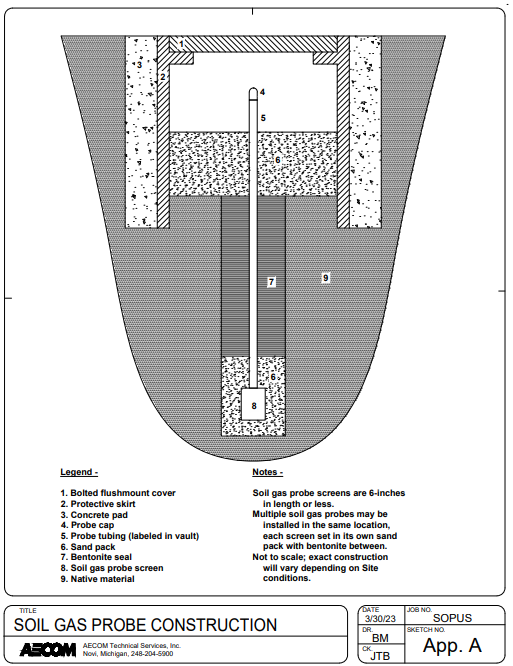 1
3
2
4
5
6
7
9
6
8
Legend -
1. Bolted flushmount cover
2. Protective skirt
3. Concrete pad
4. Probe cap
5. Probe tubing (labeled in vault)
6. Sand pack
7. Bentonite seal
8. Soil gas probe screen
9. Native material
Notes -
Soil gas probe screens are 6-inches
in length or less.
Multiple soil gas probes may be
installed in the same location,
each screen set in its own sand
pack with bentonite between.
Not to scale; exact construction
will vary depending on Site
conditions.
TITLE
SOIL GAS PROBE CONSTRUCTION
AECOM
AECOM Technical Services, Inc.
Novi, Michigan, 248-204-5900
DATE
3/30/23
DR.
BM
CK.
JTB
JOB NO.
SOPUS
SKETCH NO.
App. A